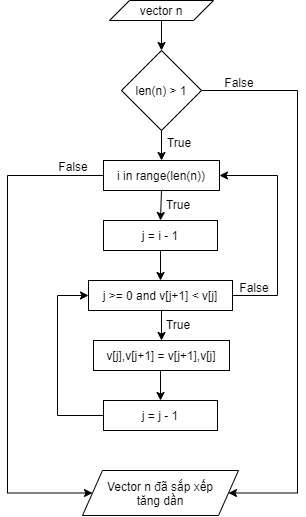 vector n
len(n) > 1
False
True
False
i in range(len(n))
True
j = i - 1
j >= 0 and v[j+1] < v[j]
False
True
v[j],v[j+1] = v[j+1],v[j]
j = j - 1
Vector n đã sắp xếp
tăng dần